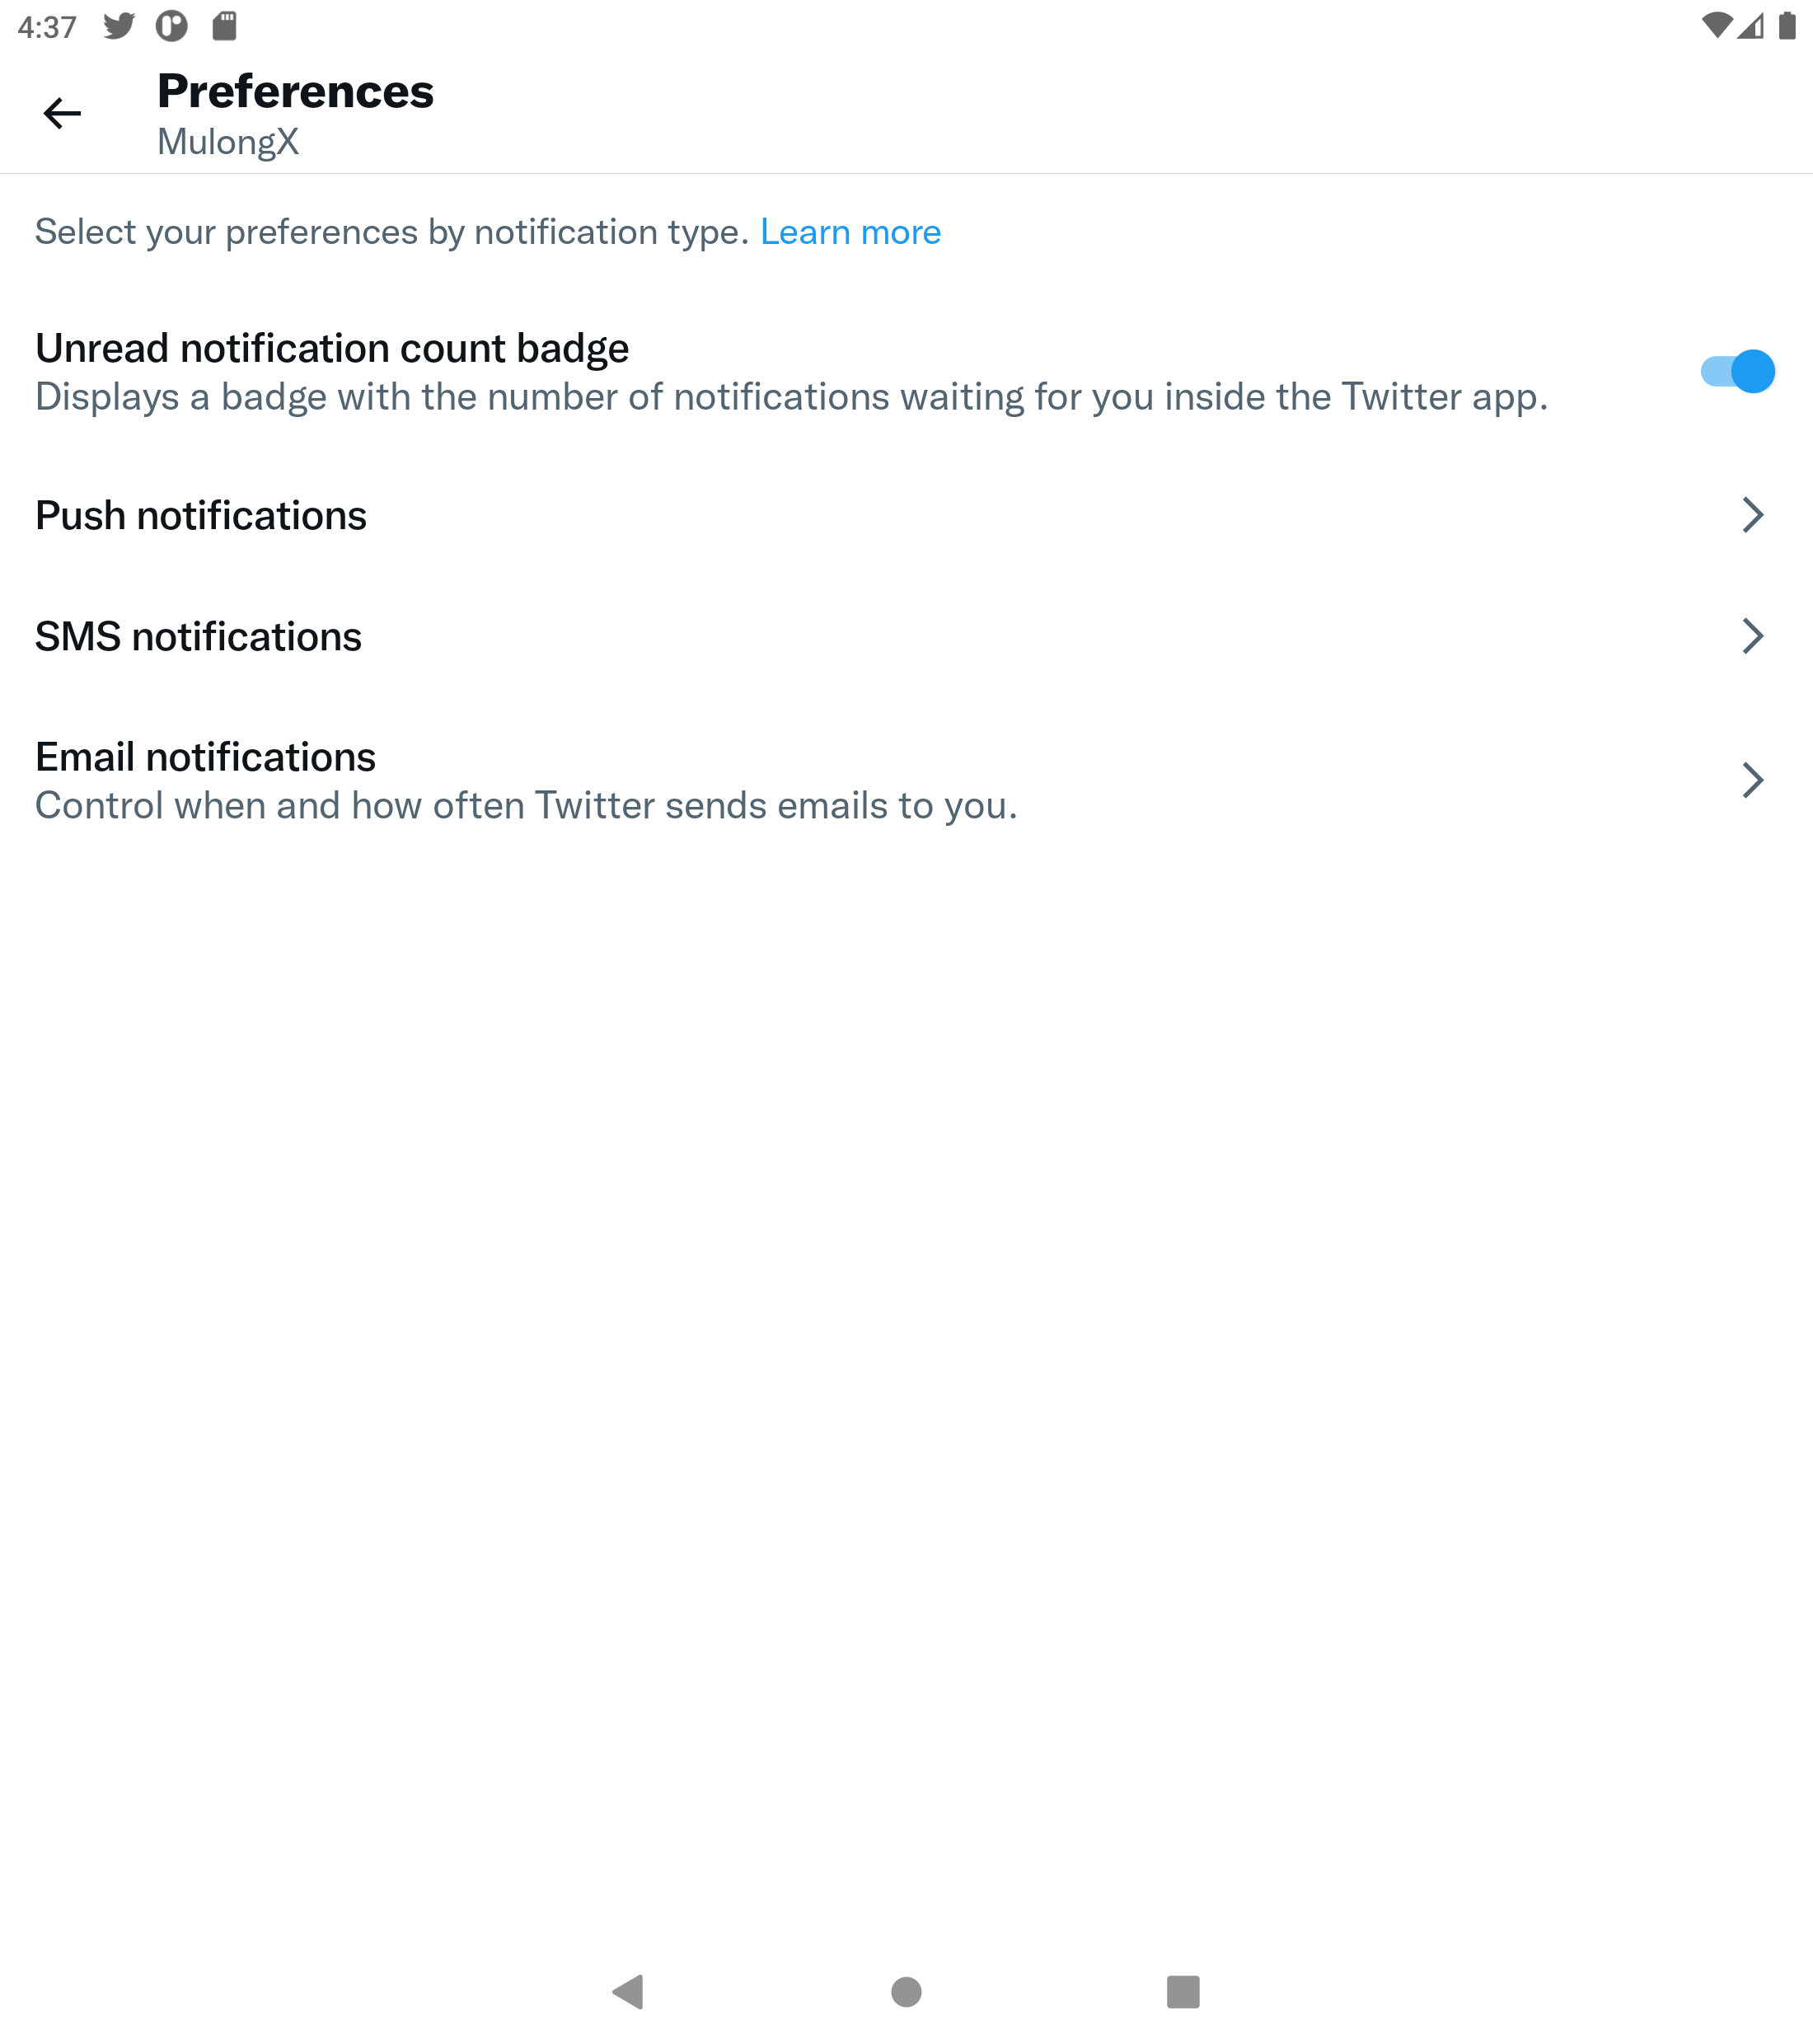 4:37
Preferences
MulongX
Select your preferences by notification type. Learn more
Unread notification count badge
Displays a badge with the number of notifications waiting for you inside the Twitter app.
Push notifications
SMS notifications
Email notifications
Control when and how often Twitter sends emails to you.